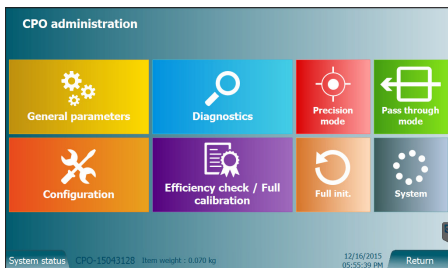 CPO administration
General parameters
Diagnostics
Precision
mode
Pass through
mode
Configuration
Efficiency check / Full
calibration
Full init.
System
System status CPO-15043128 Item weight : 0.070 kg
12/16/2015
05:55:39 PM
Return